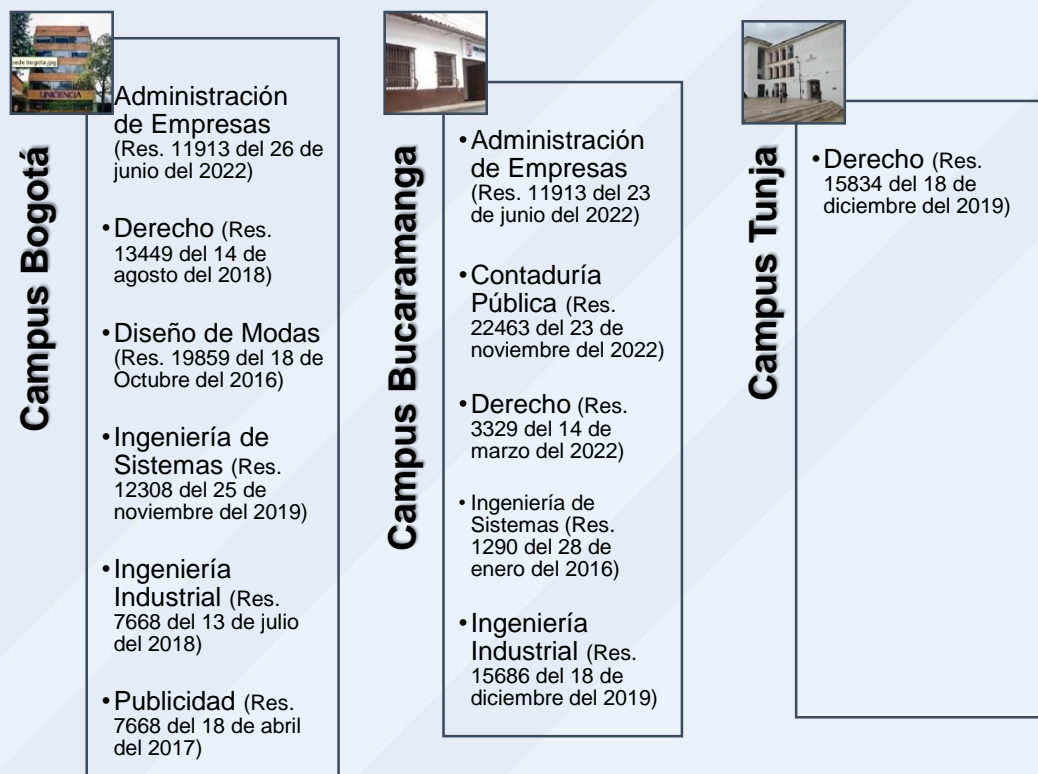 UNICIENCIA
sede bogota.jpg
Campus Bogotá
Administración
de Empresas
(Res. 11913 del 26 de
junio del 2022)
•Derecho (Res.
13449 del 14 de
agosto del 2018)
•Diseño de Modas
(Res. 19859 del 18 de
Octubre del 2016)
•Ingeniería de
Sistemas (Res.
12308 del 25 de
noviembre del 2019)
•Ingeniería
Industrial (Res.
7668 del 13 de julio
del 2018)
•Publicidad (Res.
7668 del 18 de abril
del 2017)
Campus Bucaramanga
•Administración
de Empresas
(Res. 11913 del 23
de junio del 2022)
•Contaduría
Pública (Res.
22463 del 23 de
noviembre del 2022)
•Derecho (Res.
3329 del 14 de
marzo del 2022)
•Ingeniería de
Sistemas (Res.
1290 del 28 de
enero del 2016)
•Ingeniería
Industrial (Res.
15686 del 18 de
diciembre del 2019)
Campus Tunja
•Derecho (Res.
15834 del 18 de
diciembre del 2019)